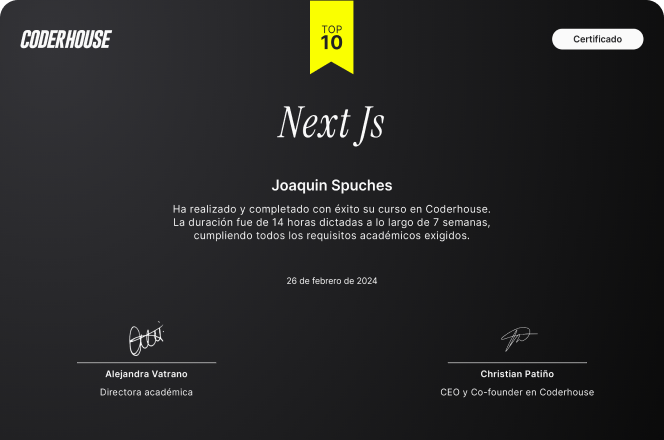 CODERHOUSE
TOP
10
Certificado
Next Js
Joaquin Spuches
Ha realizado y completado con éxito su curso en Coderhouse.
La duración fue de 14 horas dictadas a lo largo de 7 semanas,
cumpliendo todos los requisitos académicos exigidos.
26 de febrero de 2024
Alejandra Vatrano
Directora académica
Christian Patiño
CEO y Co-founder en Coderhouse